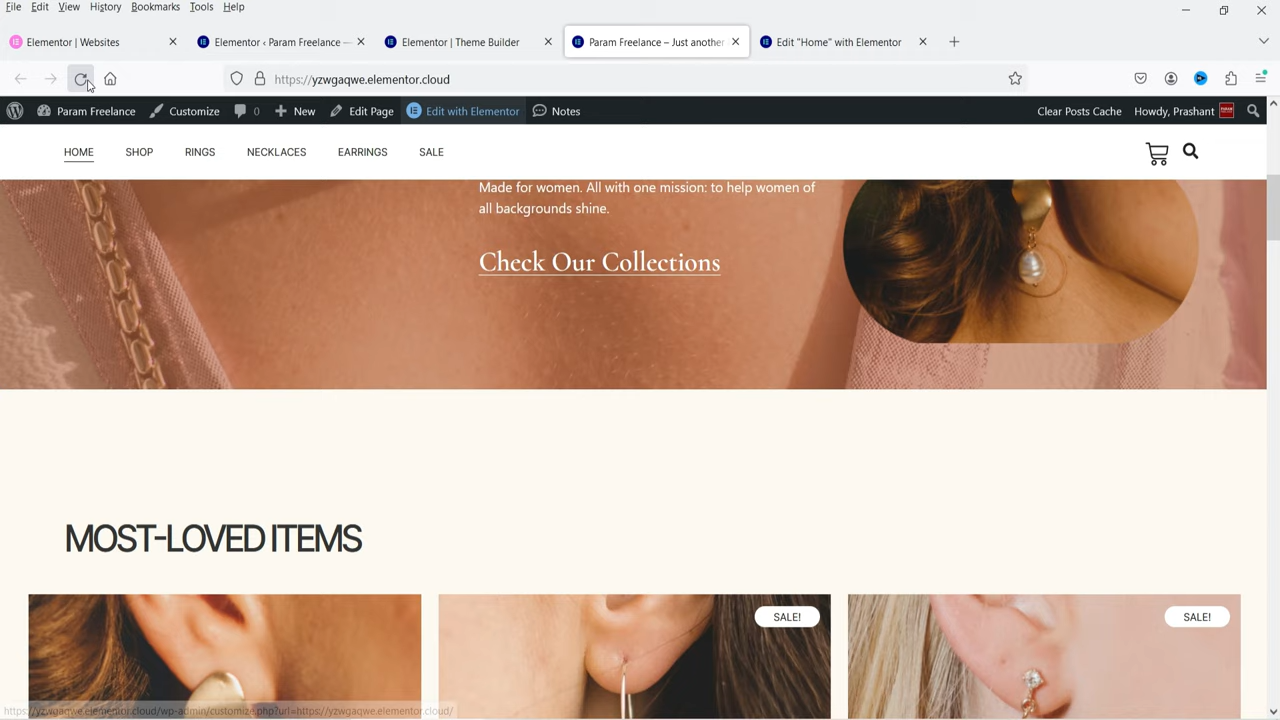 File Edit View History Bookmarks Tools Help
Elementor | Websites
Elementor ‹ Param Freelance —
Elementor | Theme Builder
Param Freelance – Just another
Edit "Home" with Elementor
https://yzwgaqwe.elementor.cloud
Param Freelance Customize 0 New Edit Page Edit with Elementor Notes Clear Posts Cache Howdy, Prashant
HOME SHOP RINGS NECKLACES EARRINGS SALE
Made for women. All with one mission: to help women of
all backgrounds shine.
Check Our Collections
MOST-LOVED ITEMS
SALE!
SALE!
https://yzwgaqwe.elementor.cloud/wp-admin/customize.php?url=https://yzwgaqwe.elementor.cloud/